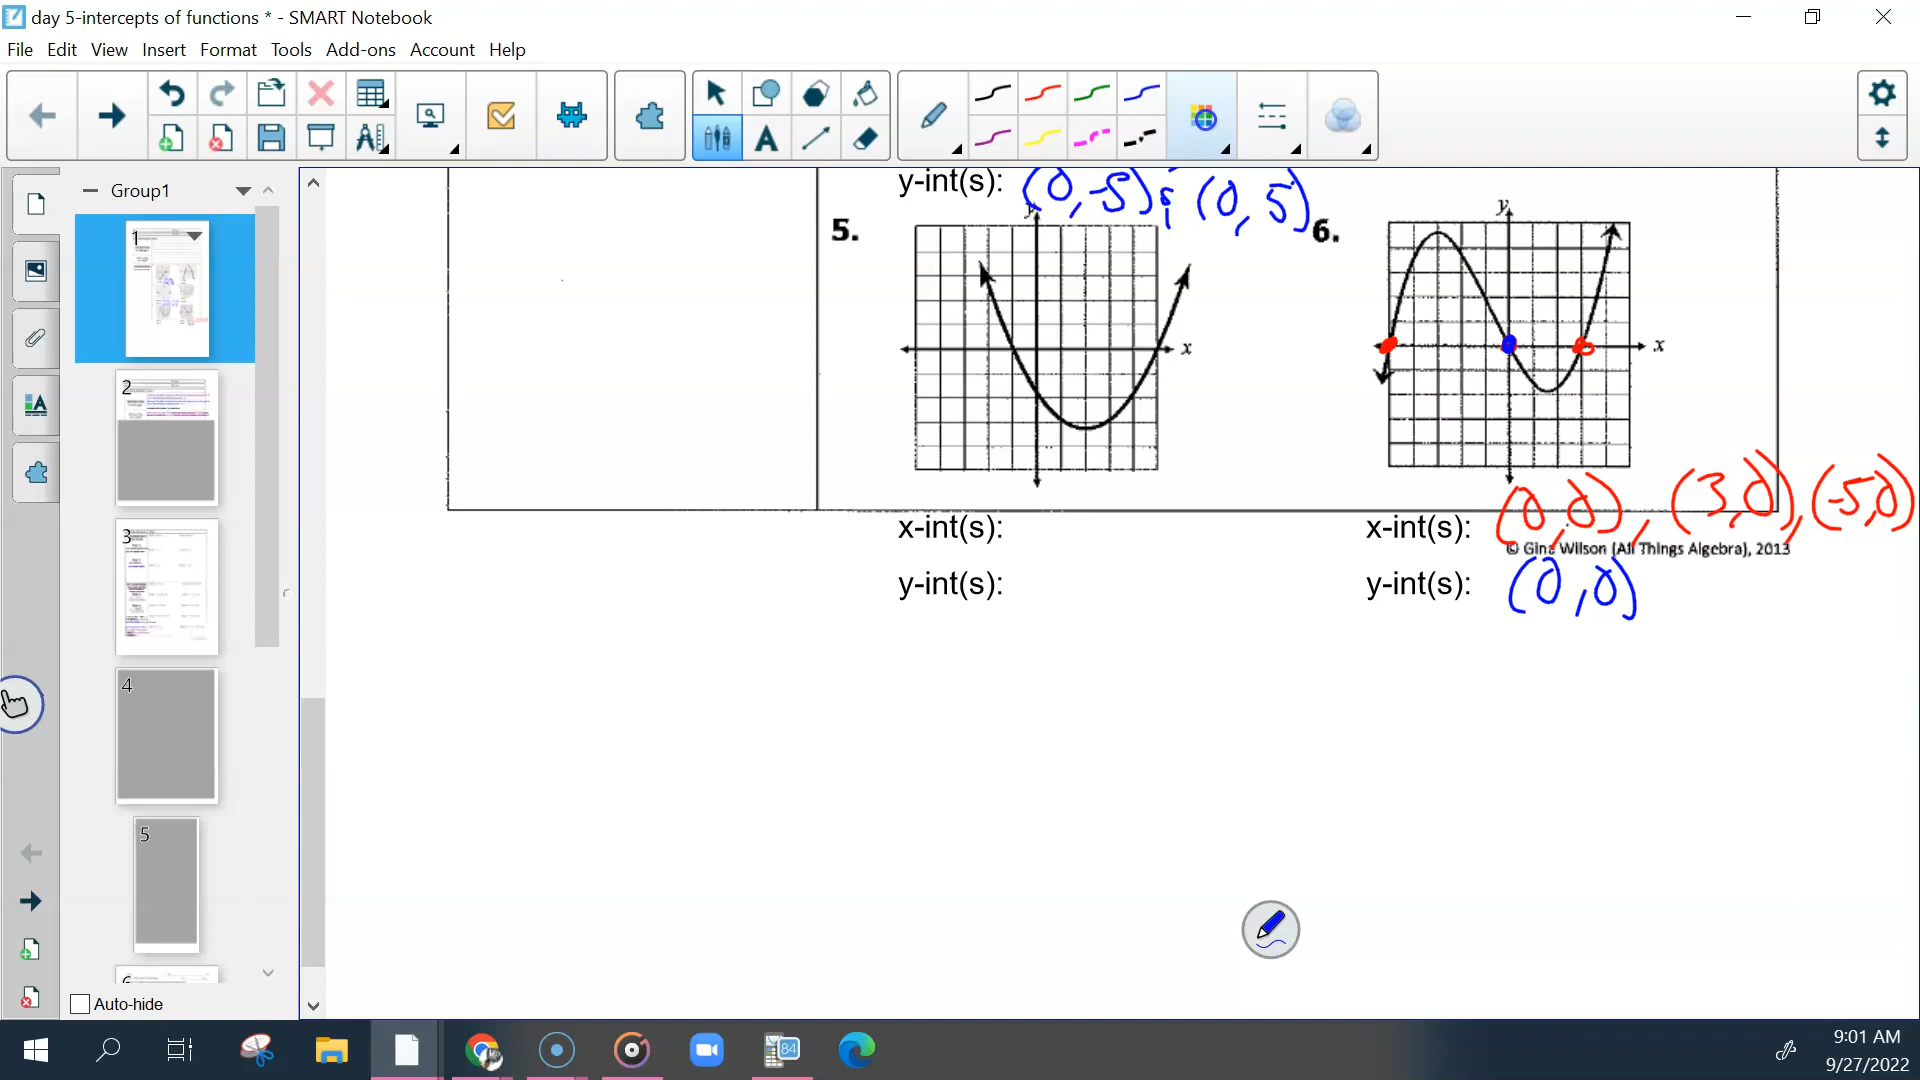 day 5-intercepts of functions * - SMART Notebook
File Edit View Insert Format Tools Add-ons Account Help
Group1
1
2
3
4
5
6
Auto-hide
y-int(s): (0,-5); (0,5)
5.
y
x
6.
y
x
x-int(s):
x-int(s): (0,0), (3,0), (-5,0)
© Gina Wilson (All Things Algebra), 2013
y-int(s):
y-int(s): (0,0)
84
9:01 AM
9/27/2022